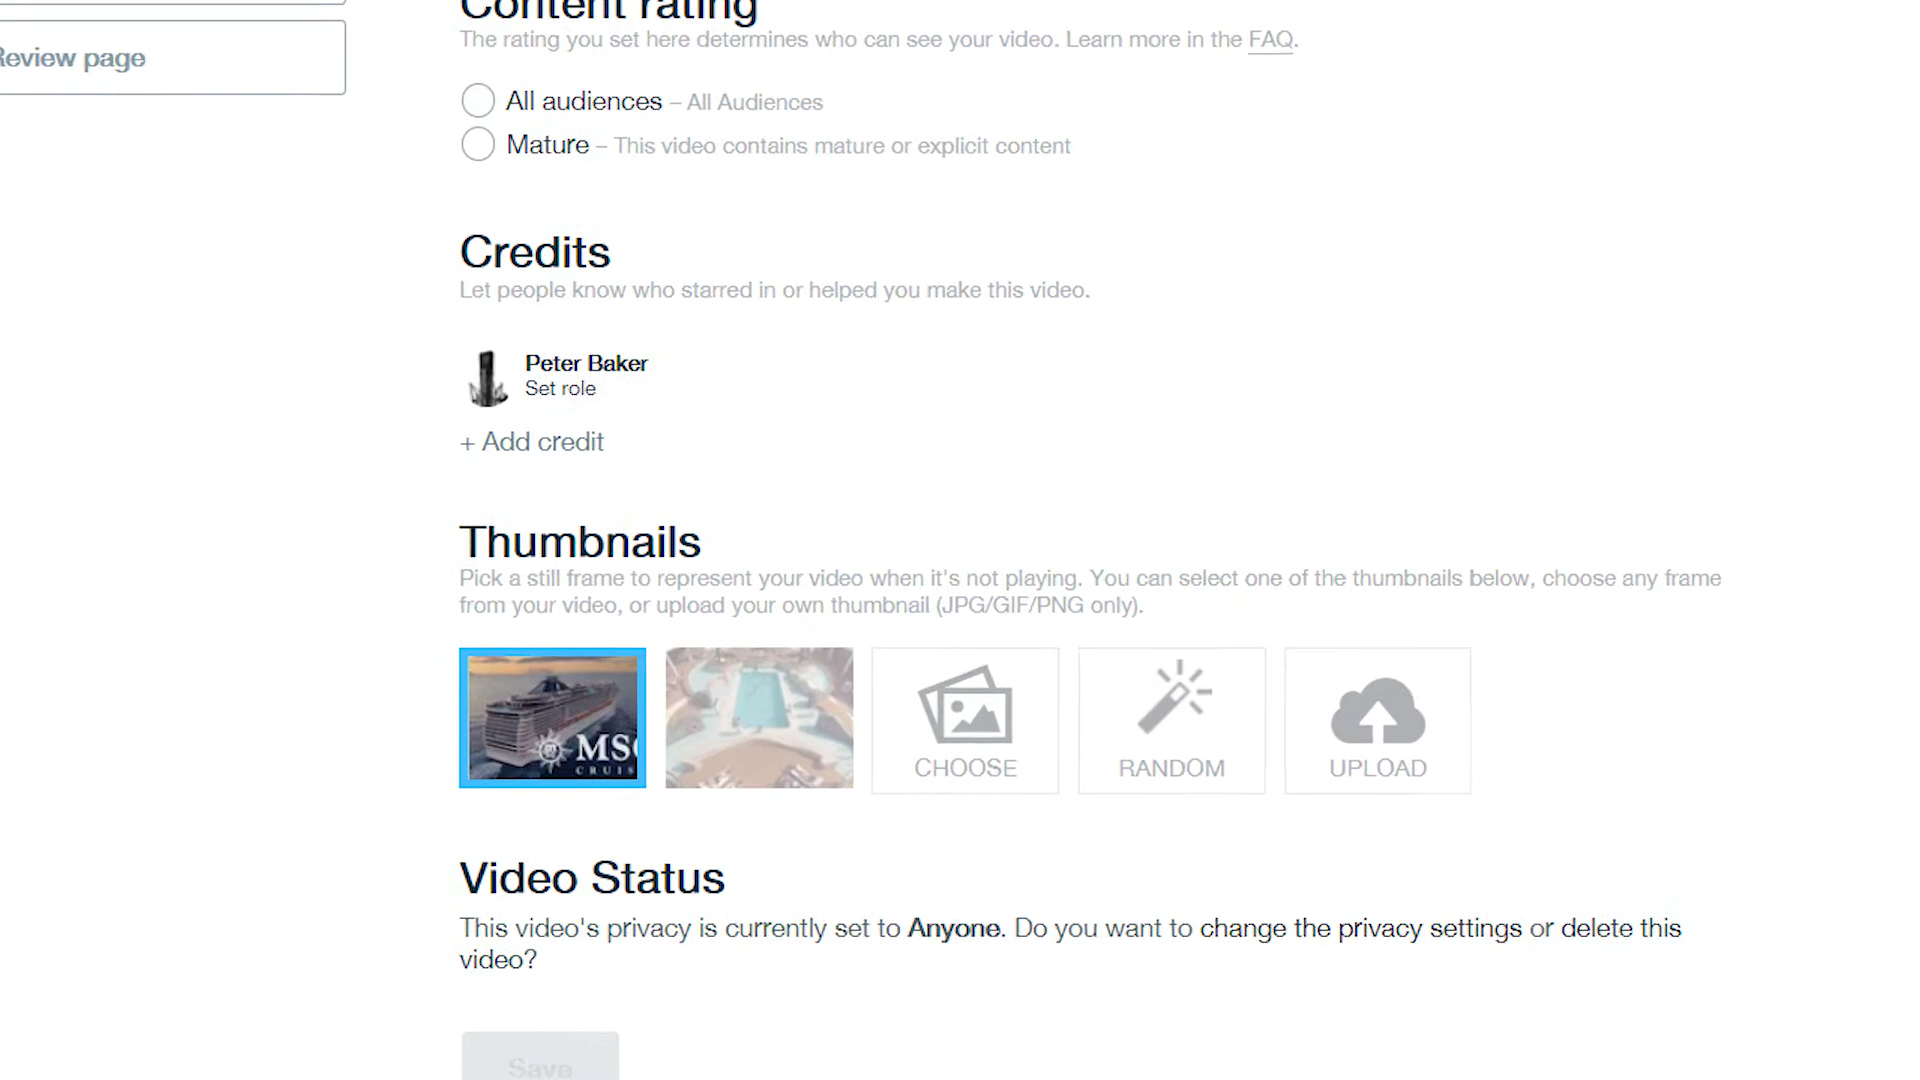 Content rating
The rating you set here determines who can see your video. Learn more in the FAQ.
Review page
All audiences – All Audiences
Mature – This video contains mature or explicit content
Credits
Let people know who starred in or helped you make this video.
Peter Baker
Set role
+ Add credit
Thumbnails
Pick a still frame to represent your video when it's not playing. You can select one of the thumbnails below, choose any frame
from your video, or upload your own thumbnail (JPG/GIF/PNG only).
MSC
CRUIS
CHOOSE
RANDOM
UPLOAD
Video Status
This video's privacy is currently set to Anyone. Do you want to change the privacy settings or delete this
video?
Save